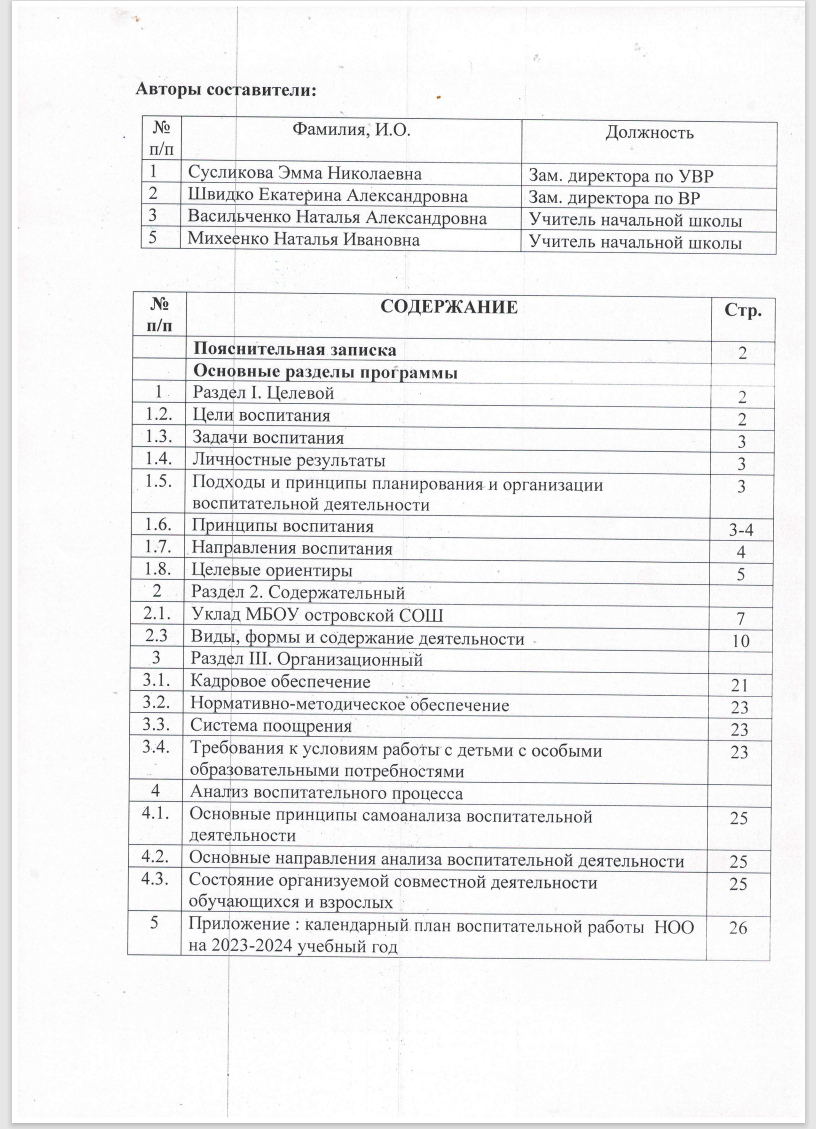 Авторы составители:
№ п/п Фамилия, И.О. Должность
1 Сусликова Эмма Николаевна Зам. директора по УВР
2 Швидко Екатерина Александровна Зам. директора по ВР
3 Васильченко Наталья Александровна Учитель начальной школы
5 Михеенко Наталья Ивановна Учитель начальной школы
№ п/п СОДЕРЖАНИЕ Стр.
Пояснительная записка 2
Основные разделы программы
1 Раздел I. Целевой 2
1.2. Цели воспитания 2
1.3. Задачи воспитания 3
1.4. Личностные результаты 3
1.5. Подходы и принципы планирования и организации 3
воспитательной деятельности
1.6. Принципы воспитания 3-4
1.7. Направления воспитания 4
1.8. Целевые ориентиры 5
2 Раздел 2. Содержательный
2.1. Уклад МБОУ островской СОШ 7
2.3 Виды, формы и содержание деятельности 10
3 Раздел III. Организационный
3.1. Кадровое обеспечение 21
3.2. Нормативно-методическое обеспечение 23
3.3. Система поощрения 23
3.4. Требования к условиям работы с детьми с особыми 23
образовательными потребностями
4 Анализ воспитательного процесса
4.1. Основные принципы самоанализа воспитательной 25
деятельности
4.2. Основные направления анализа воспитательной деятельности 25
4.3. Состояние организуемой совместной деятельности 25
обучающихся и взрослых
5 Приложение : календарный план воспитательной работы НОО 26
на 2023-2024 учебный год